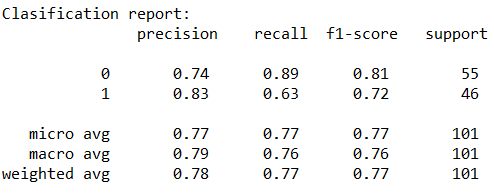 Clasification report:
precision recall f1-score support
0 0.74 0.89 0.81 55
1 0.83 0.63 0.72 46
micro avg 0.77 0.77 0.77 101
macro avg 0.79 0.76 0.76 101
weighted avg 0.78 0.77 0.77 101